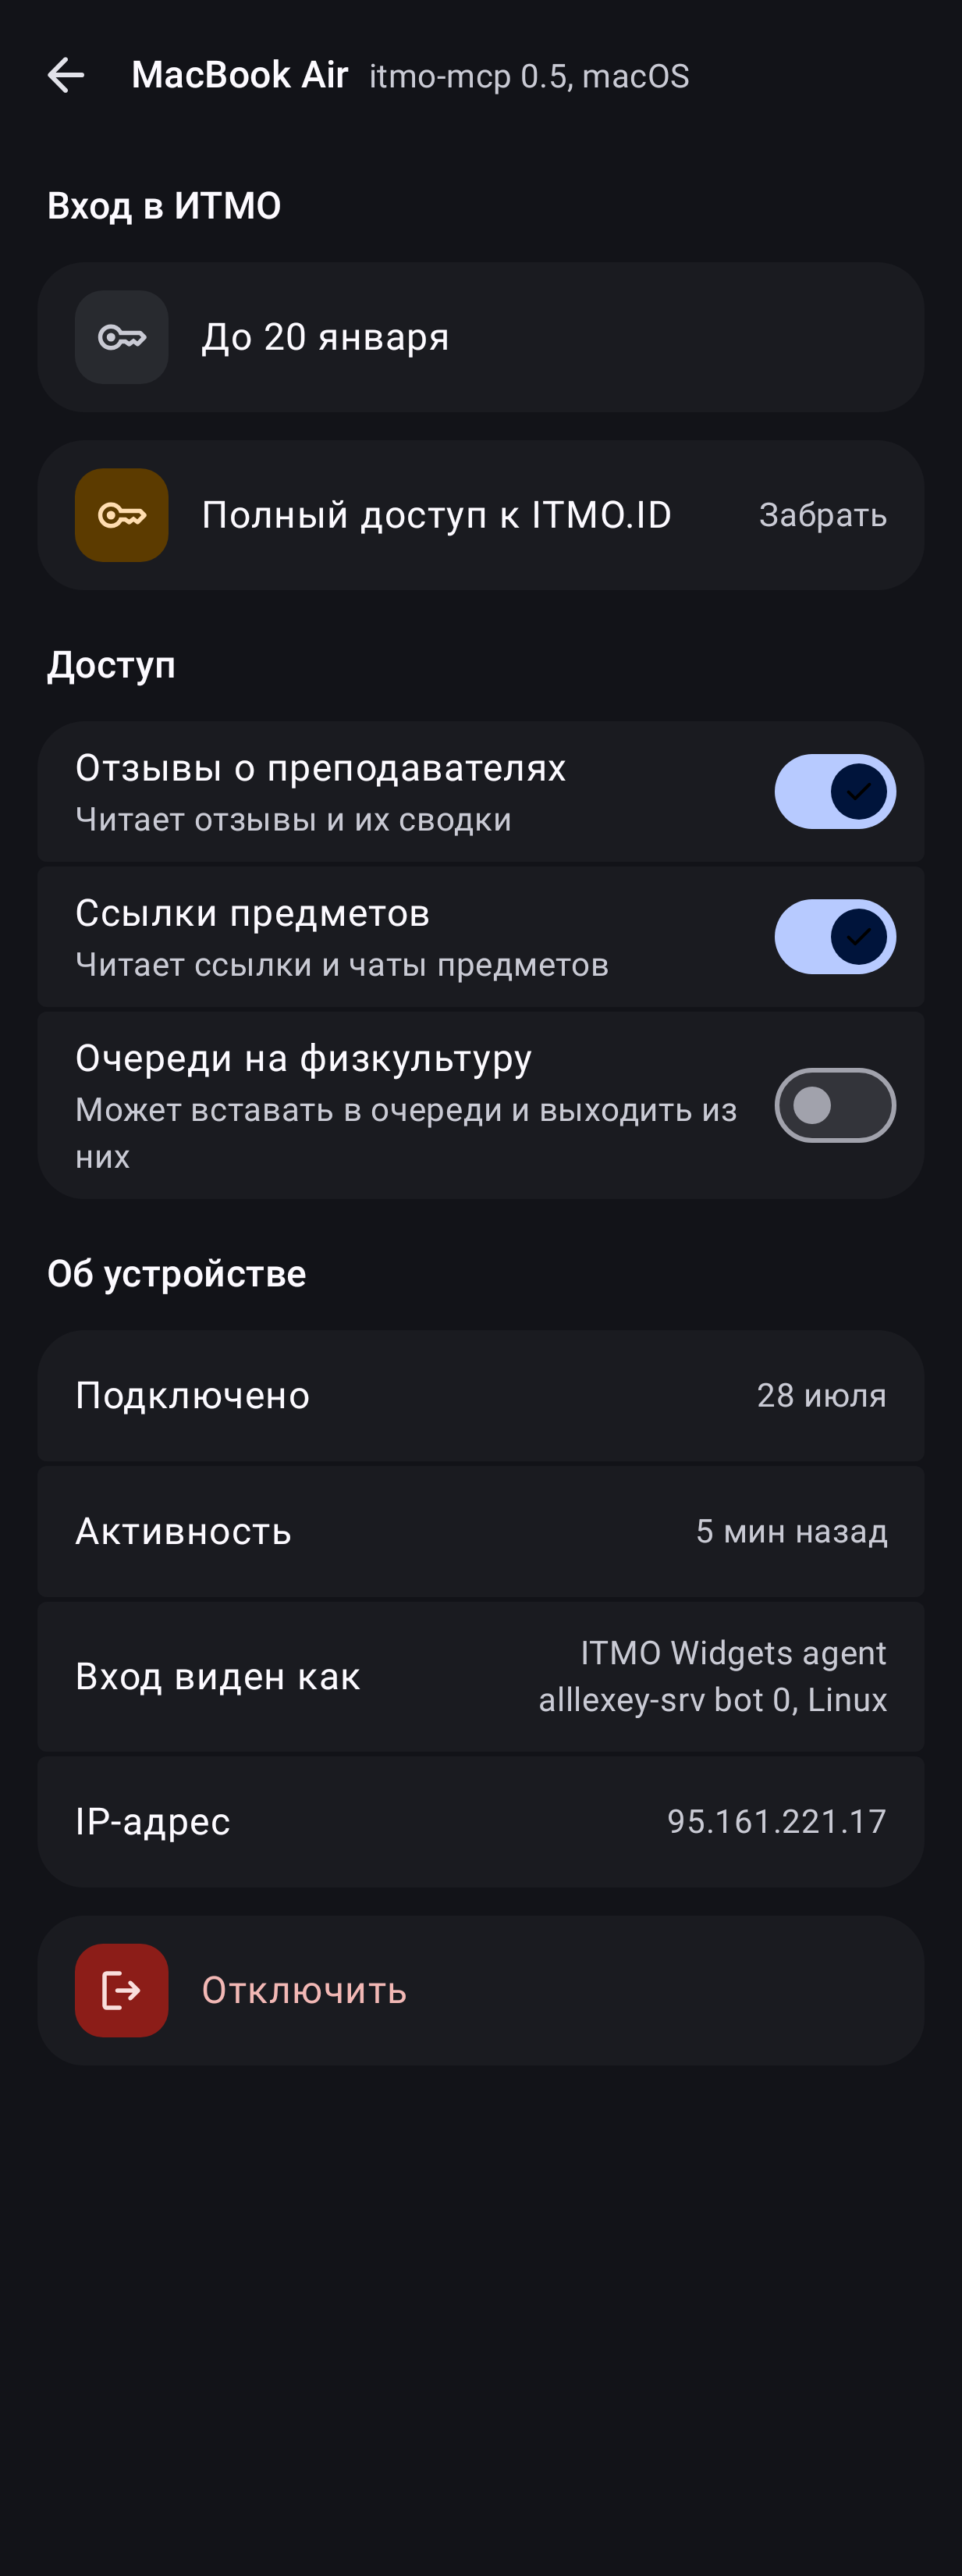 MacBook Air itmo-mcp 0.5, macOS
Вход в ИТМО
До 20 января
Полный доступ к ITMO.ID Забрать
Доступ
Отзывы о преподавателях
Читает отзывы и их сводки
Ссылки предметов
Читает ссылки и чаты предметов
Очереди на физкультуру
Может вставать в очереди и выходить из
них
Об устройстве
Подключено 28 июля
Активность 5 мин назад
Вход виден как ITMO Widgets agent
alllexey-srv bot 0, Linux
IP-адрес 95.161.221.17
Отключить